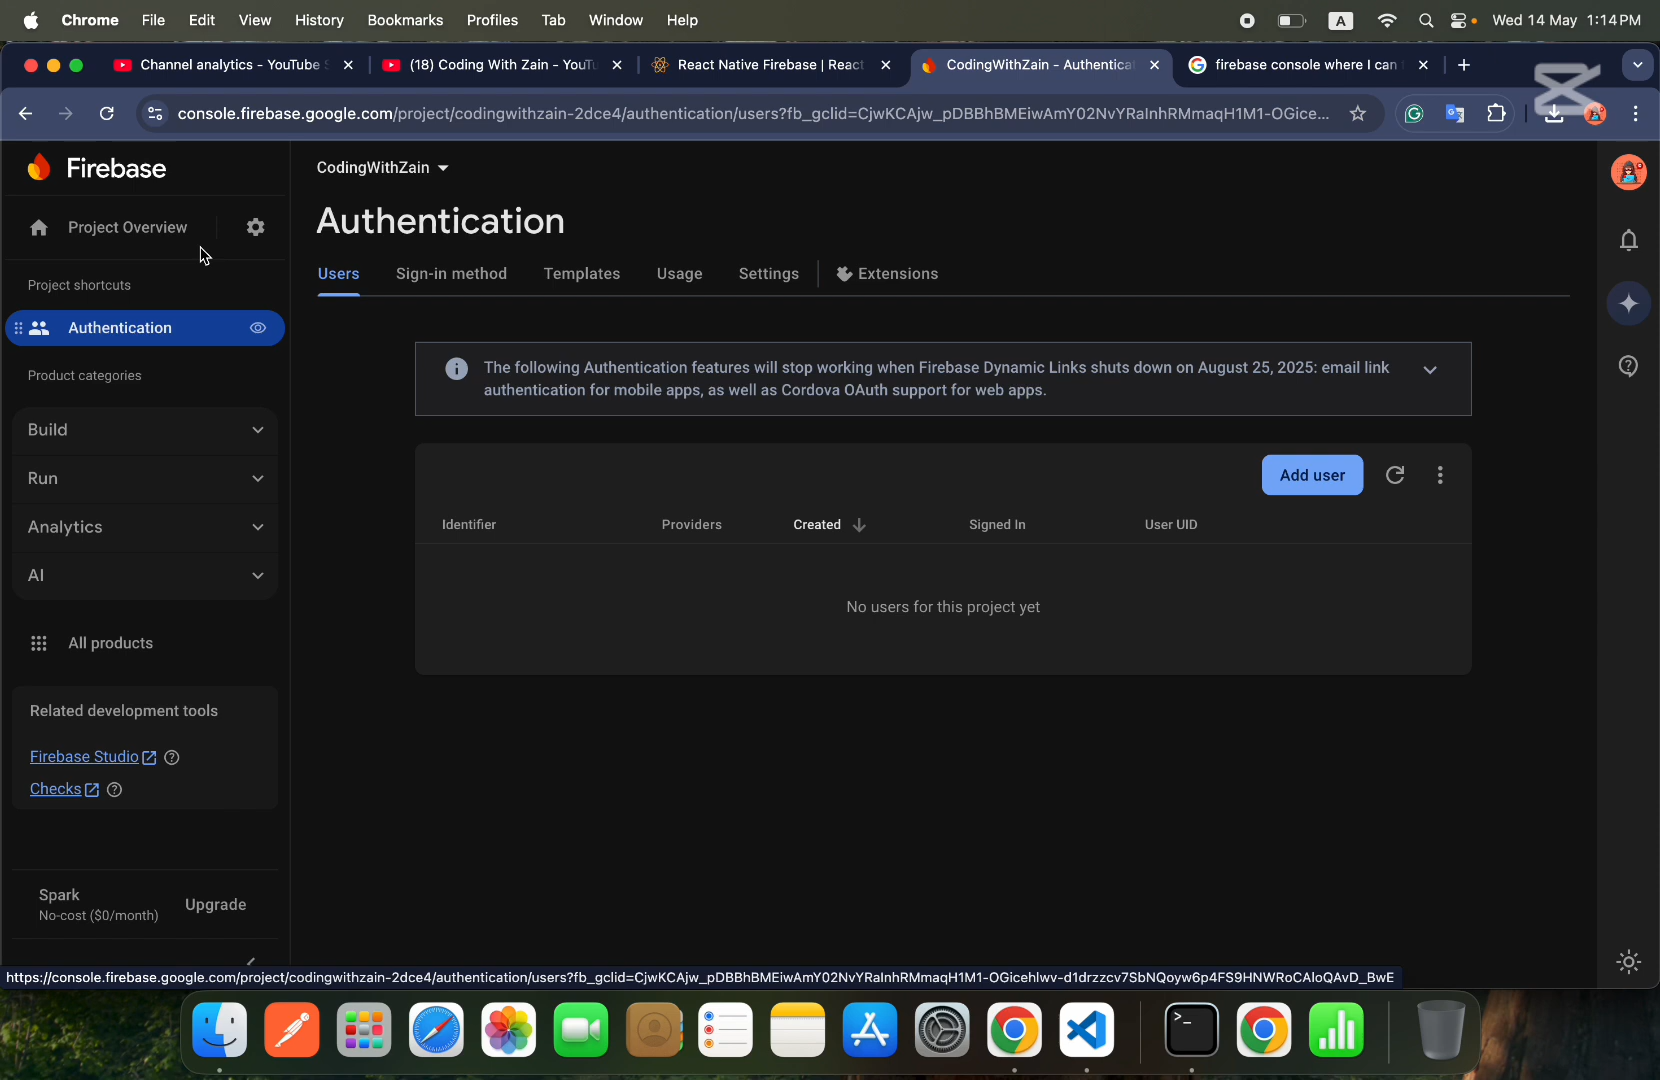 Chrome File Edit View History Bookmarks Profiles Tab Window Help
A
Wed 14 May 1:14 PM
Channel analytics - YouTube
(18) Coding With Zain - YouTu
React Native Firebase | React
CodingWithZain - Authenticat
firebase console where I can
console.firebase.google.com/project/codingwithzain-2dce4/authentication/users?fb_gclid=CjwKCAjw_pDBBhBMEiwAmY02NvYRaInhRMmaqH1M1-OGice...
Firebase
CodingWithZain
Project Overview
Authentication
Users Sign-in method Templates Usage Settings Extensions
Project shortcuts
Authentication
Product categories
Build
Run
Analytics
AI
All products
Related development tools
Firebase Studio
Checks
Spark
No-cost ($0/month)
Upgrade
The following Authentication features will stop working when Firebase Dynamic Links shuts down on August 25, 2025: email link
authentication for mobile apps, as well as Cordova OAuth support for web apps.
Add user
Identifier Providers Created Signed In User UID
No users for this project yet
https://console.firebase.google.com/project/codingwithzain-2dce4/authentication/users?fb_gclid=CjwKCAjw_pDBBhBMEiwAmY02NvYRaInhRMmaqH1M1-OGicehlwv-d1drzzcv7SbNQoyw6p4FS9HNWRoCAIoQAvD_BwE